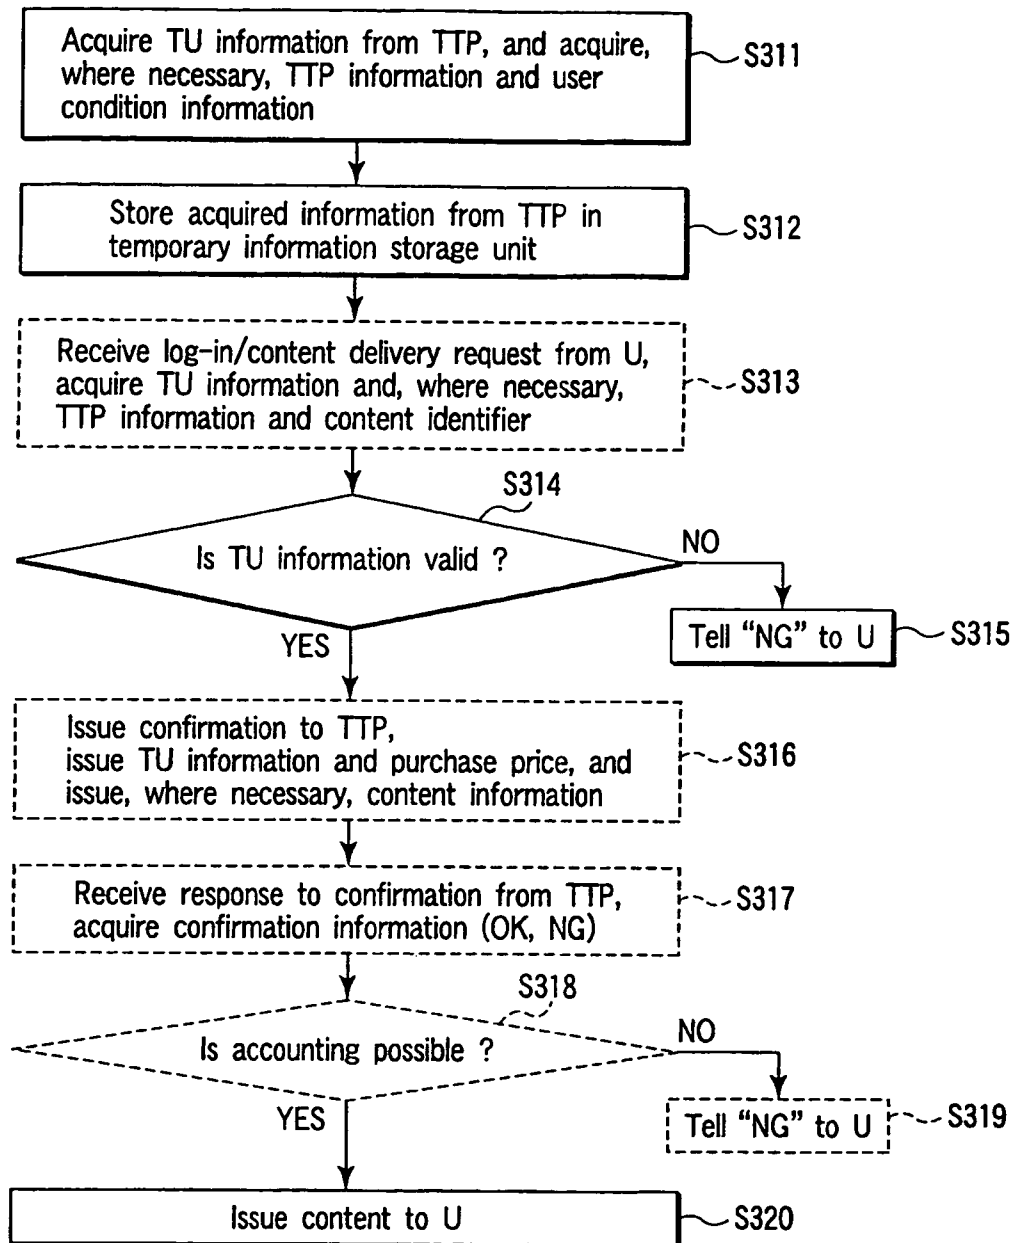 Acquire TU information from TTP, and acquire,
where necessary, TTP information and user
condition information
S311
Store acquired information from TTP in
temporary information storage unit
S312
Receive log-in/content delivery request from U,
acquire TU information and, where necessary,
TTP information and content identifier
S313
S314
Is TU information valid ?
NO
YES
Tell “NG” to U
S315
Issue confirmation to TTP,
issue TU information and purchase price, and
issue, where necessary, content information
S316
Receive response to confirmation from TTP,
acquire confirmation information (OK, NG)
S317
S318
Is accounting possible ?
NO
YES
Tell “NG” to U
S319
Issue content to U
S320